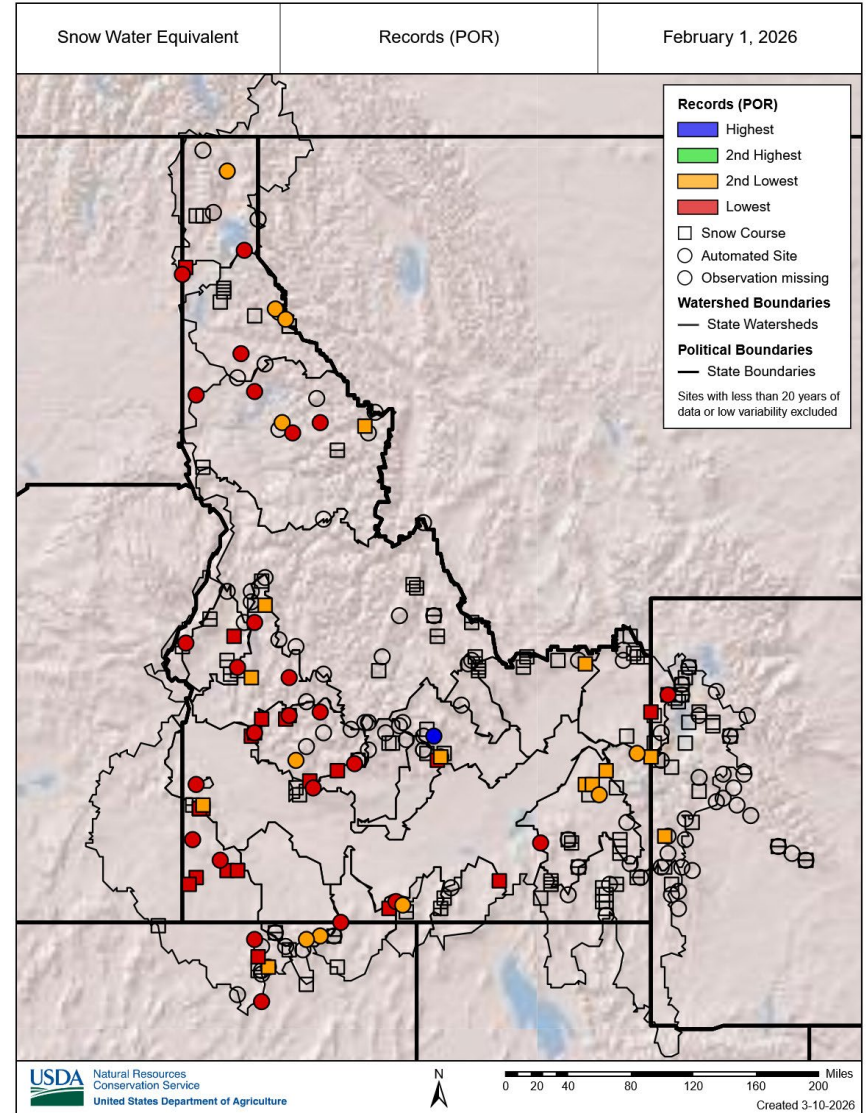 Snow Water Equivalent
Records (POR)
February 1, 2026
Records (POR)
Highest
2nd Highest
2nd Lowest
Lowest
Snow Course
Automated Site
Observation missing
Watershed Boundaries
State Watersheds
Political Boundaries
State Boundaries
Sites with less than 20 years of
data or low variability excluded
USDA
Natural Resources
Conservation Service
United States Department of Agriculture
N
Miles
0 20 40 80 120 160 200
Created 3-10-2026